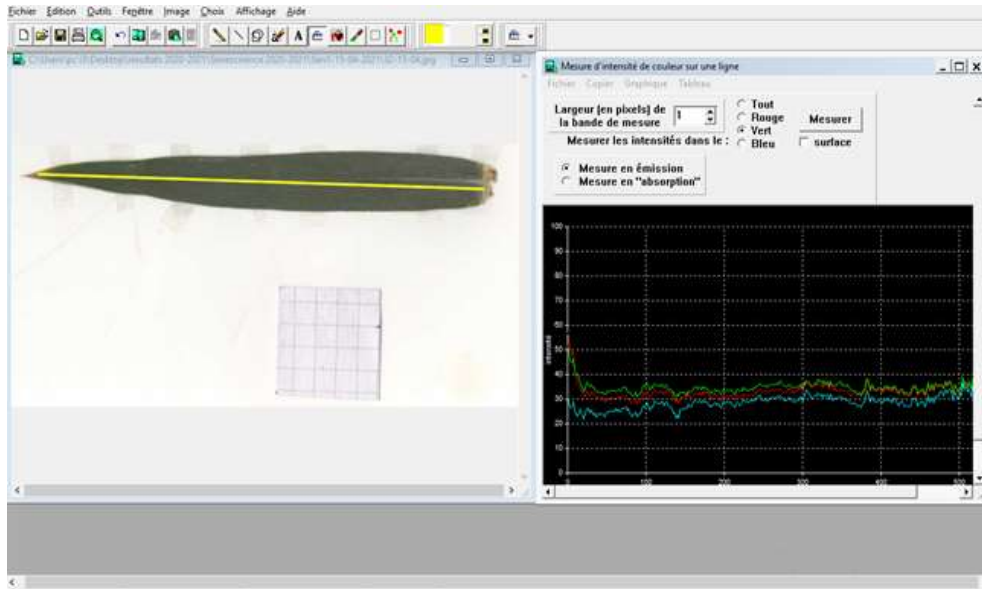 Fichier Edition Outils Fenêtre Image Choix Affichage Aide
Mesure d'intensité de couleur sur une ligne
Fichier Copier Graphique Tableau
Largeur (en pixels) de
la bande de mesure
1
Tout
Rouge
Vert
Bleu
Mesurer
Mesurer les intensités dans le :
surface
Mesure en émission
Mesure en "absorption"
100
90
80
70
60
50
40
30
20
10
0
intensité
0 100 200 300 400 500